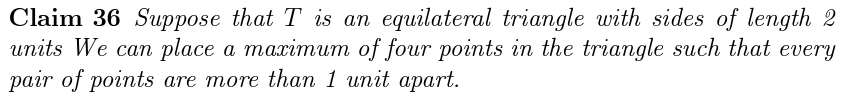 Claim 36 Suppose that T is an equilateral triangle with sides of length 2
units We can place a maximum of four points in the triangle such that every
pair of points are more than 1 unit apart.